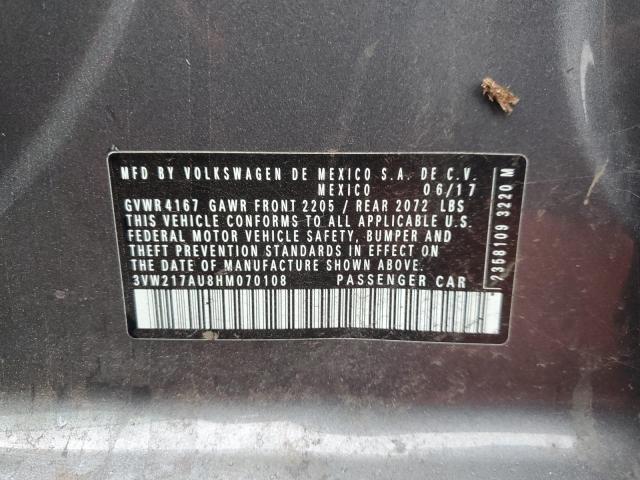 MFD BY VOLKSWAGEN DE MEXICO S.A. DE C.V.
MEXICO 06/17
GVWR4167 GAWR FRONT 2205 / REAR 2072 LBS
THIS VEHICLE CONFORMS TO ALL APPLICABLE U.S.
FEDERAL MOTOR VEHICLE SAFETY, BUMPER AND
THEFT PREVENTION STANDARDS IN EFFECT ON
THE DATE OF MANUFACTURE SHOWN ABOVE.
3VW217AU8HM070108 PASSENGER CAR
2358109 3220 M